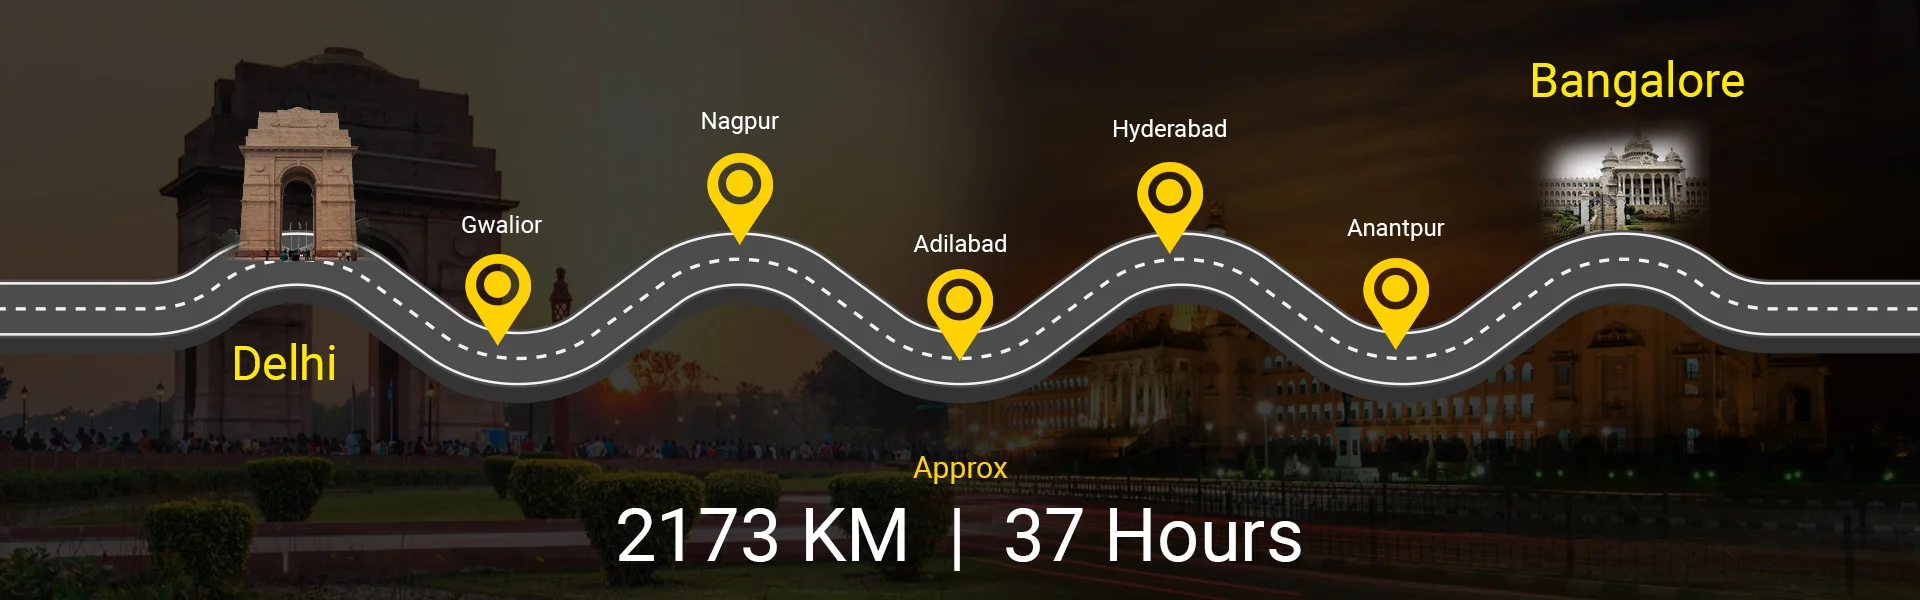 Bangalore
Nagpur
Hyderabad
Gwalior
Anantpur
Adilabad
Delhi
Approx
2173 KM | 37 Hours